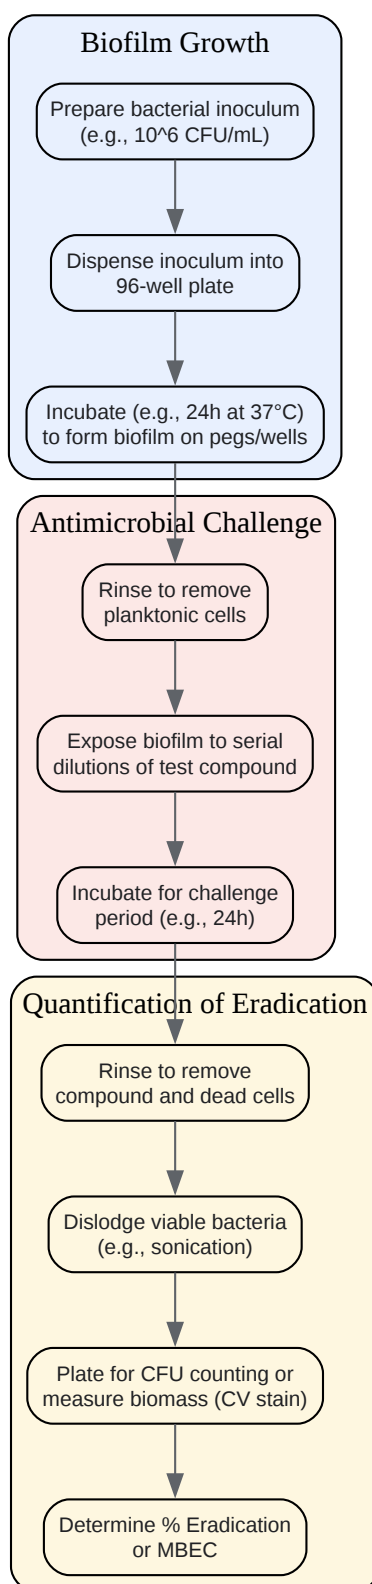 Biofilm Growth
Prepare bacterial inoculum
(e.g., 10^6 CFU/mL)
Dispense inoculum into
96-well plate
Incubate (e.g., 24h at 37°C)
to form biofilm on pegs/wells
Antimicrobial Challenge
Rinse to remove
planktonic cells
Expose biofilm to serial
dilutions of test compound
Incubate for challenge
period (e.g., 24h)
Quantification of Eradication
Rinse to remove
compound and dead cells
Dislodge viable bacteria
(e.g., sonication)
Plate for CFU counting or
measure biomass (CV stain)
Determine % Eradication
or MBEC